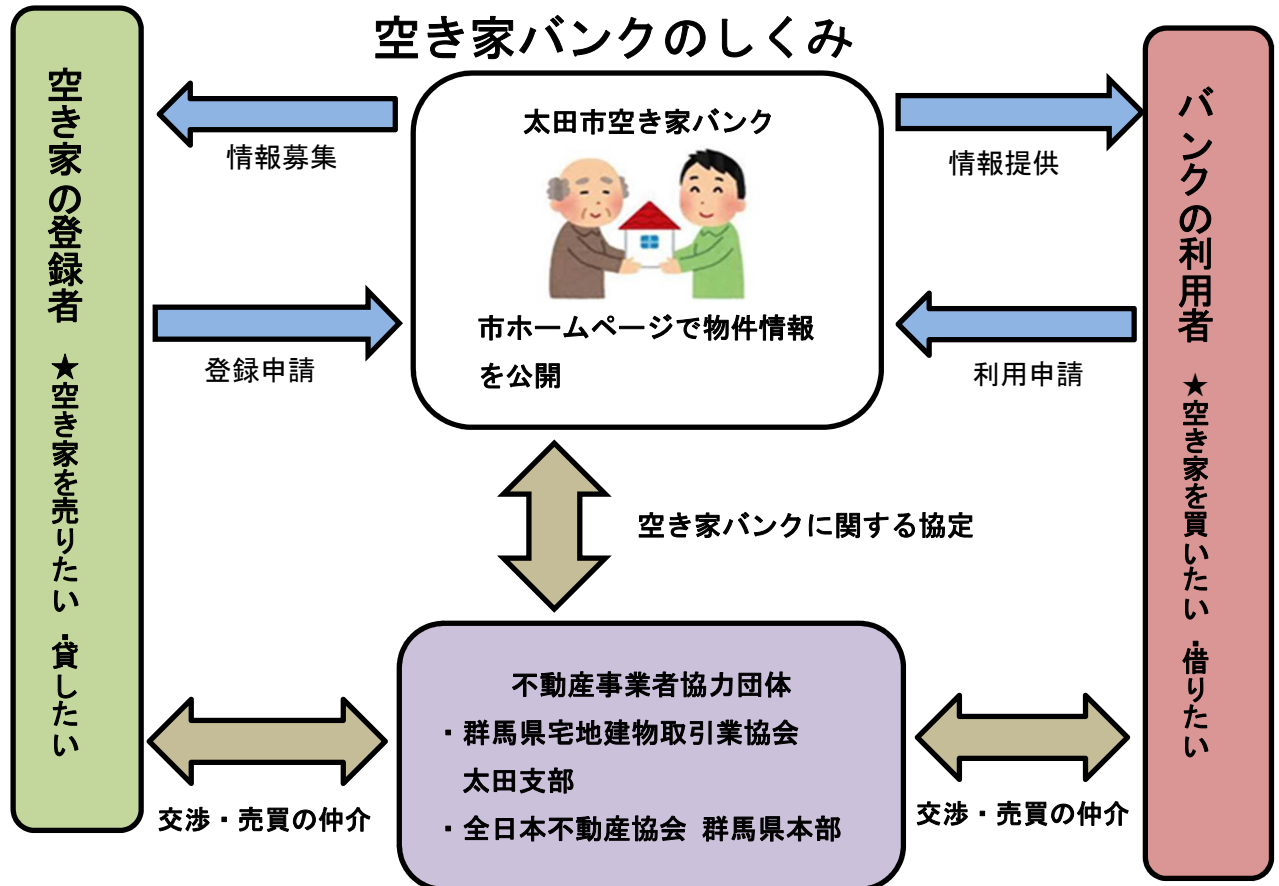 空き家バンクのしくみ
空き家の登録者 ★空き家を売りたい・貸したい
情報募集
登録申請
太田市空き家バンク
市ホームページで物件情報
を公開
情報提供
利用申請
バンクの利用者 ★空き家を買いたい・借りたい
空き家バンクに関する協定
交渉・売買の仲介
不動産事業者協力団体
・群馬県宅地建物取引業協会
太田支部
・全日本不動産協会 群馬県本部
交渉・売買の仲介